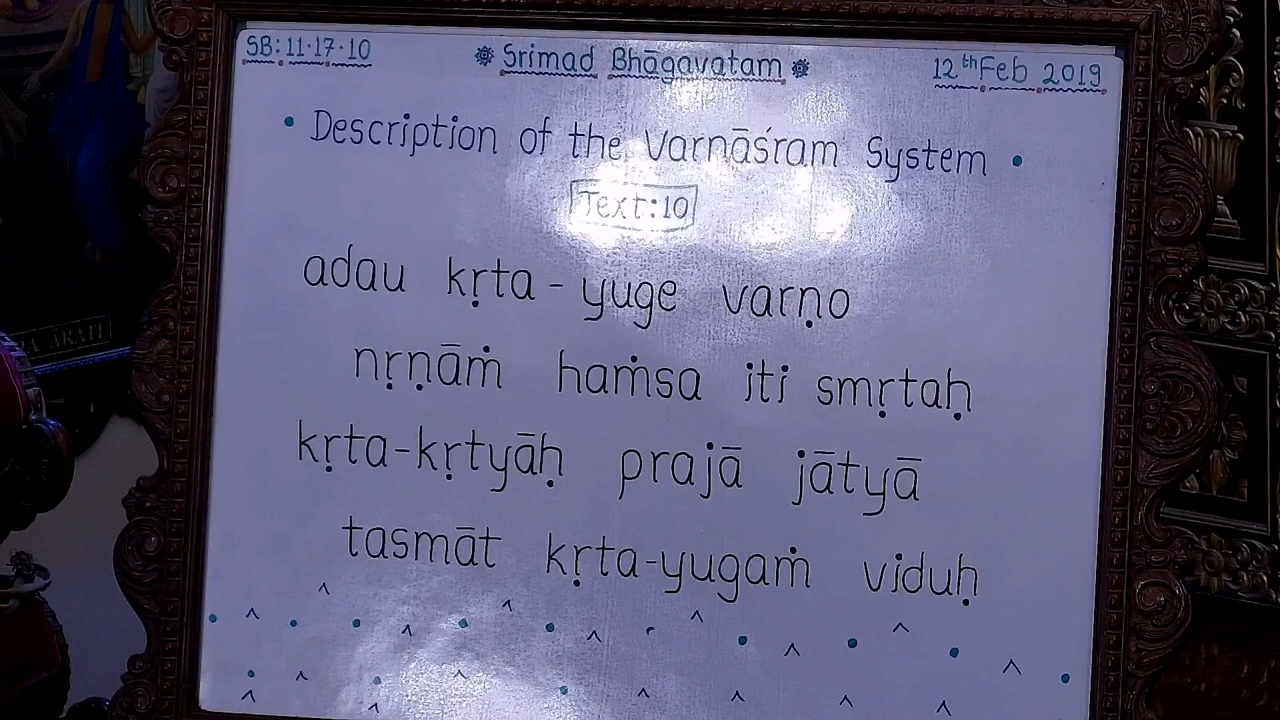 SB: 11·17·10
Srimad Bhāgavatam
12th Feb 2019
• Description of the Varnāśram System •
Text:10
adau kṛta-yuge varṇo
nṛṇāṁ haṁsa iti smṛtaḥ
kṛta-kṛtyāḥ prajā jātyā
tasmāt kṛta-yugaṁ viduḥ
ARATI